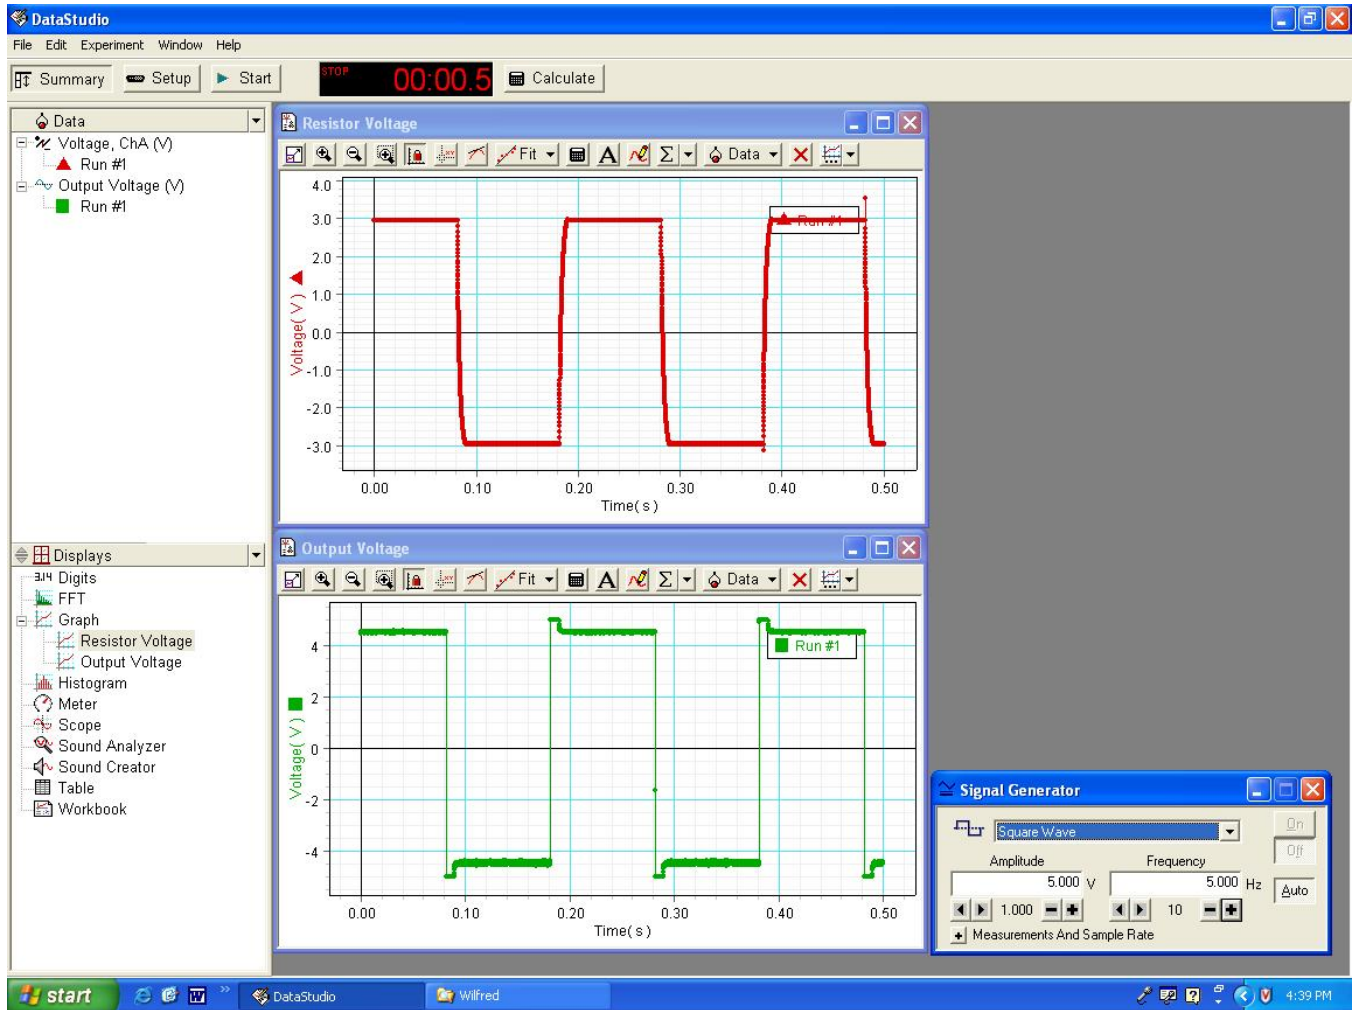 DataStudio
File Edit Experiment Window Help
Summary Setup Start STOP 00:00.5 Calculate
Data
Voltage, ChA (V)
Run #1
Output Voltage (V)
Run #1
Displays
3.14 Digits
FFT
Graph
Resistor Voltage
Output Voltage
Histogram
Meter
Scope
Sound Analyzer
Sound Creator
Table
Workbook
Resistor Voltage
Fit A Σ Data
4.0
3.0
2.0
1.0
0.0
-1.0
-2.0
-3.0
Voltage( V )
Run #1
0.00 0.10 0.20 0.30 0.40 0.50
Time( s )
Output Voltage
Fit A Σ Data
4
2
0
-2
-4
Voltage( V )
Run #1
0.00 0.10 0.20 0.30 0.40 0.50
Time( s )
Signal Generator
Square Wave
On
Off
Auto
Amplitude Frequency
5.000 V 5.000 Hz
1.000 10
Measurements And Sample Rate
start DataStudio Wilfred 4:39 PM